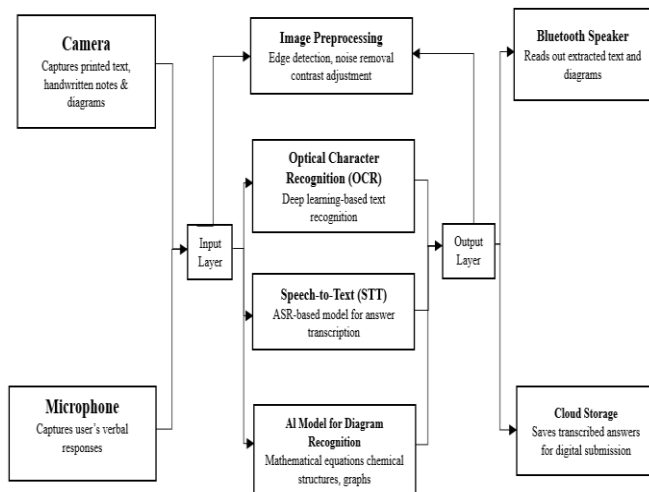 Camera
Captures printed text,
handwritten notes &
diagrams
Image Preprocessing
Edge detection, noise removal
contrast adjustment
Bluetooth Speaker
Reads out extracted text and
diagrams
Optical Character
Recognition (OCR)
Deep learning-based text
recognition
Input
Layer
Output
Layer
Speech-to-Text (STT)
ASR-based model for answer
transcription
Microphone
Captures user’s verbal
responses
AI Model for Diagram
Recognition
Mathematical equations chemical
structures, graphs
Cloud Storage
Saves transcribed answers
for digital submission